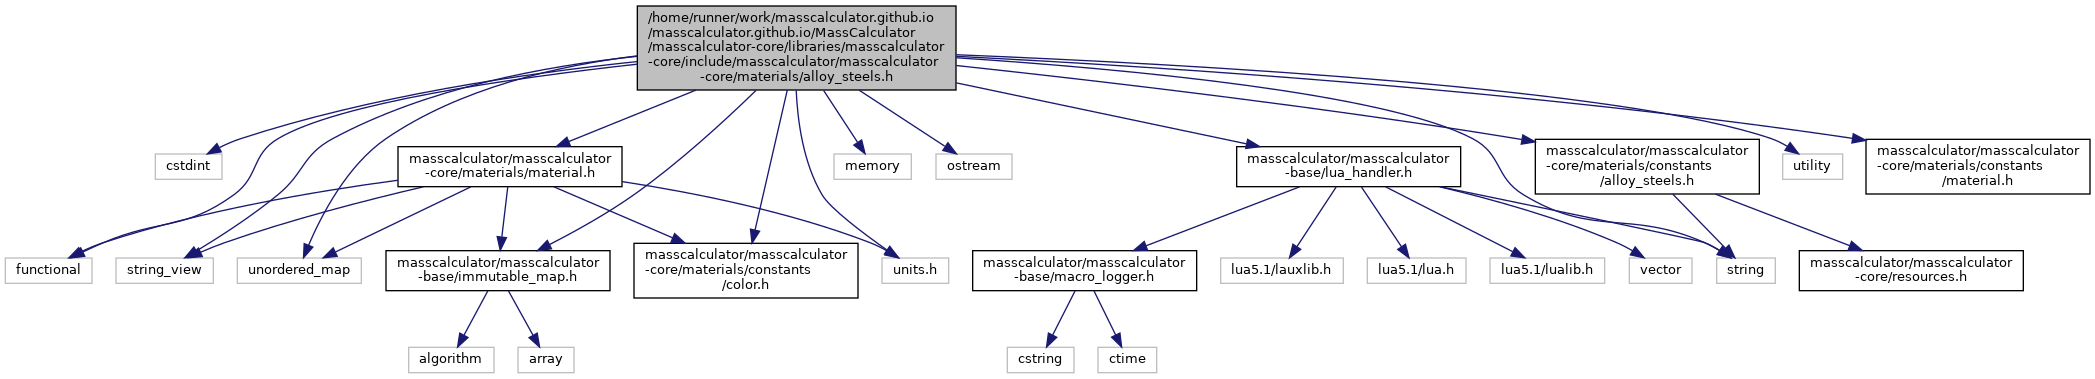 /home/runner/work/masscalculator.github.io
/masscalculator.github.io/MassCalculator
/masscalculator-core/libraries/masscalculator
-core/include/masscalculator/masscalculator
-core/materials/alloy_steels.h
cstdint
masscalculator/masscalculator
-core/materials/material.h
memory
ostream
masscalculator/masscalculator
-base/lua_handler.h
masscalculator/masscalculator
-core/materials/constants
/alloy_steels.h
utility
masscalculator/masscalculator
-core/materials/constants
/material.h
functional
string_view
unordered_map
masscalculator/masscalculator
-base/immutable_map.h
masscalculator/masscalculator
-core/materials/constants
/color.h
units.h
masscalculator/masscalculator
-base/macro_logger.h
lua5.1/lauxlib.h
lua5.1/lua.h
lua5.1/lualib.h
vector
string
masscalculator/masscalculator
-core/resources.h
algorithm
array
cstring
ctime